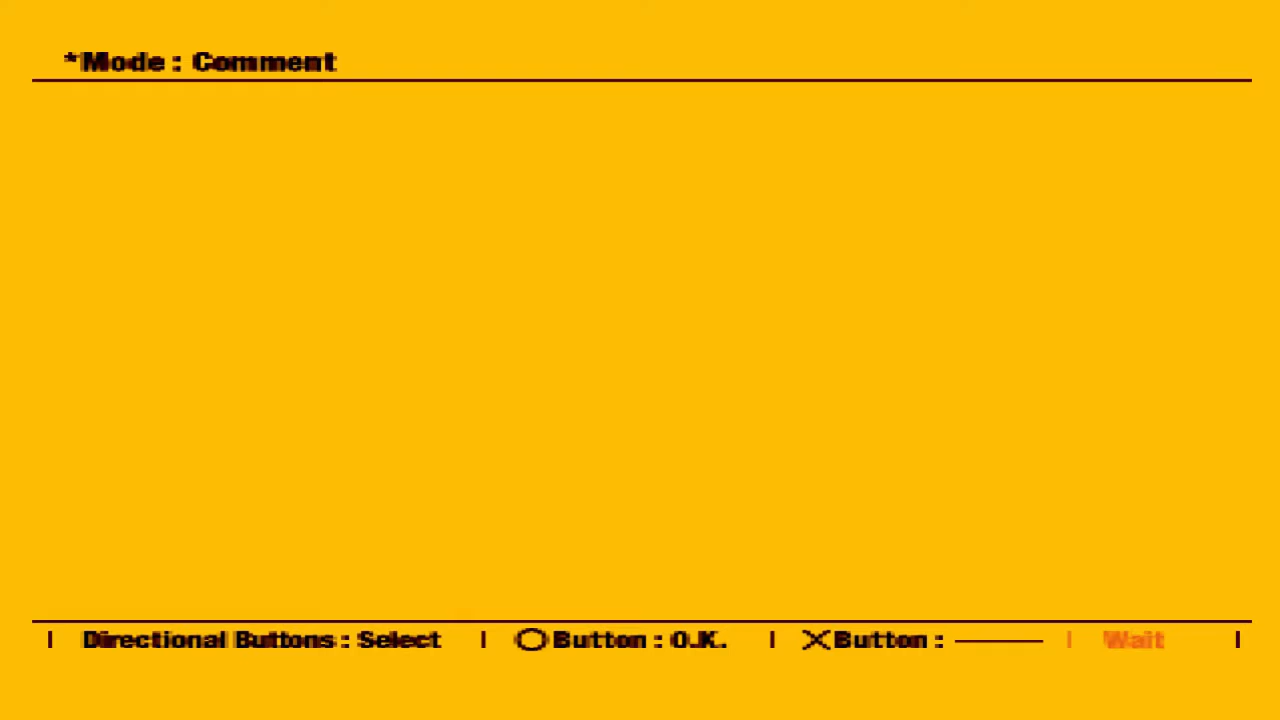 *Mode : Comment
| Directional Buttons : Select | ○Button : O.K. | ×Button : ——— | Wait |